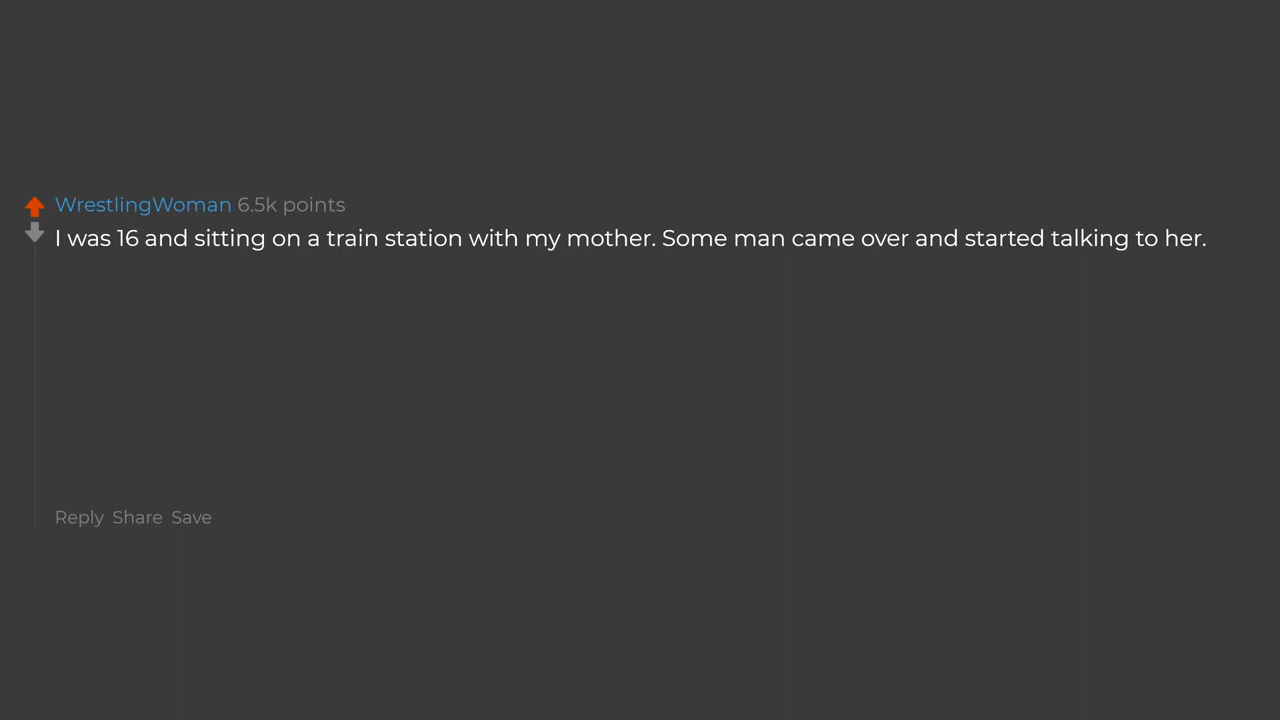 WrestlingWoman 6.5k points
I was 16 and sitting on a train station with my mother. Some man came over and started talking to her.
Reply Share Save